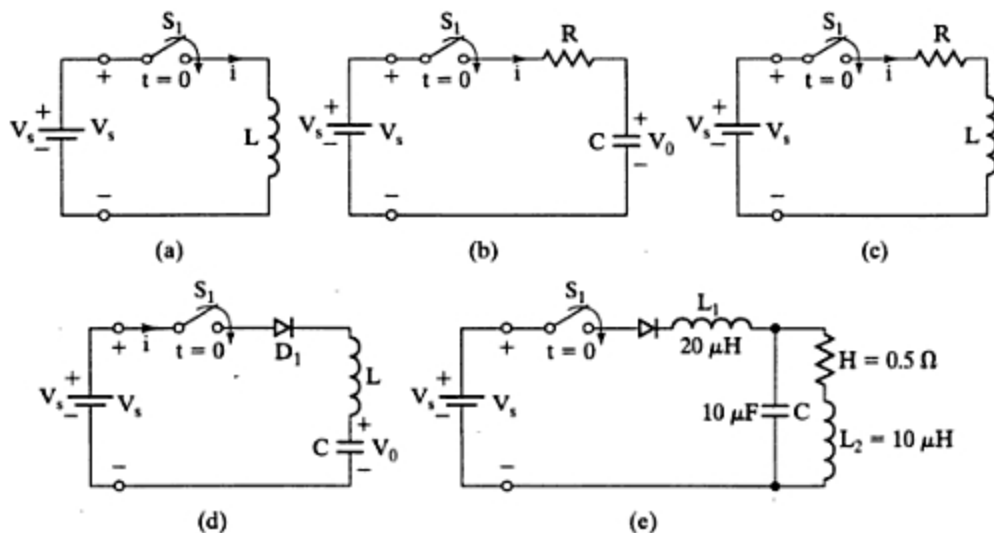 S1 S1 S1
R R
+ t = 0 i + t = 0 i + t = 0 i
+ + + +
Vs Vs L Vs Vs C V0 Vs Vs L
− − − −
− − −
(a) (b) (c)
S1 S1 L1
+ i t = 0 D1 + t = 0 20 μH
L H = 0.5 Ω
+ +
Vs Vs + Vs Vs 10 μF C
− C V0 − L2 = 10 μH
−
− −
(d) (e)